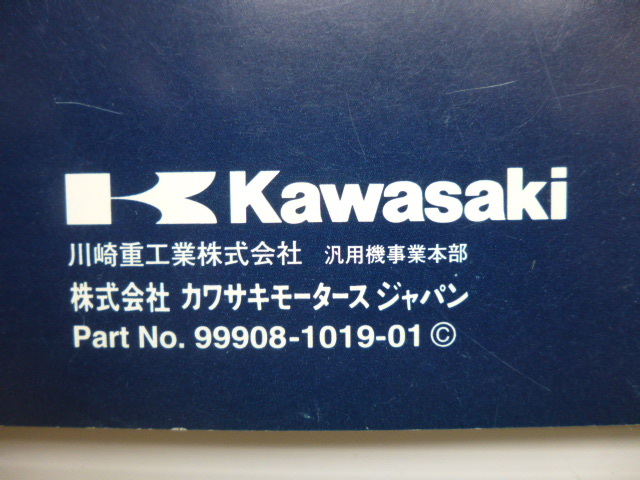 Kawasaki
川崎重工業株式会社 汎用機事業本部
株式会社 カワサキモータース ジャパン
Part No. 99908-1019-01 ©